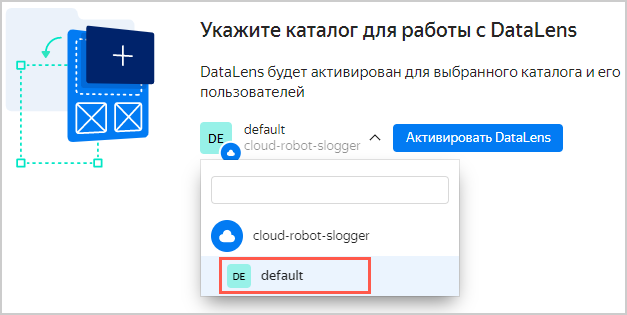 Укажите каталог для работы с DataLens
DataLens будет активирован для выбранного каталога и его
пользователей
DE
default
cloud-robot-slogger
Активировать DataLens
cloud-robot-slogger
DE
default